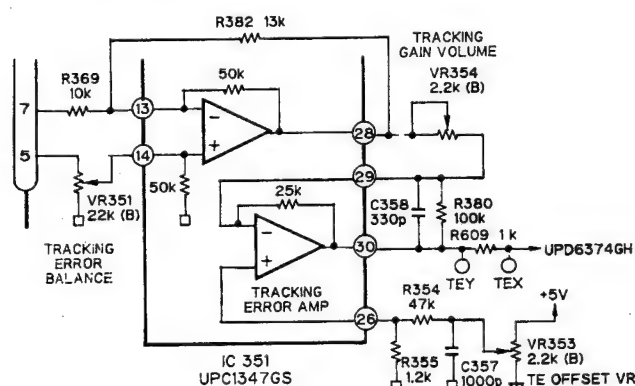 R382 13k
TRACKING
GAIN VOLUME
VR354
2.2k (B)
R369
10k
50k
7
13
28
5
14
29
VR351
22k (B)
50k
25k
C358
330p
R380
100k
R609 1k
30
UPD6374GH
TRACKING
ERROR
BALANCE
TEY
TEX
TRACKING
ERROR AMP
R354
47k
+5V
26
VR353
2.2k (B)
IC 351
UPC1347GS
R355
1.2k
C357
1000p
TE OFFSET VR